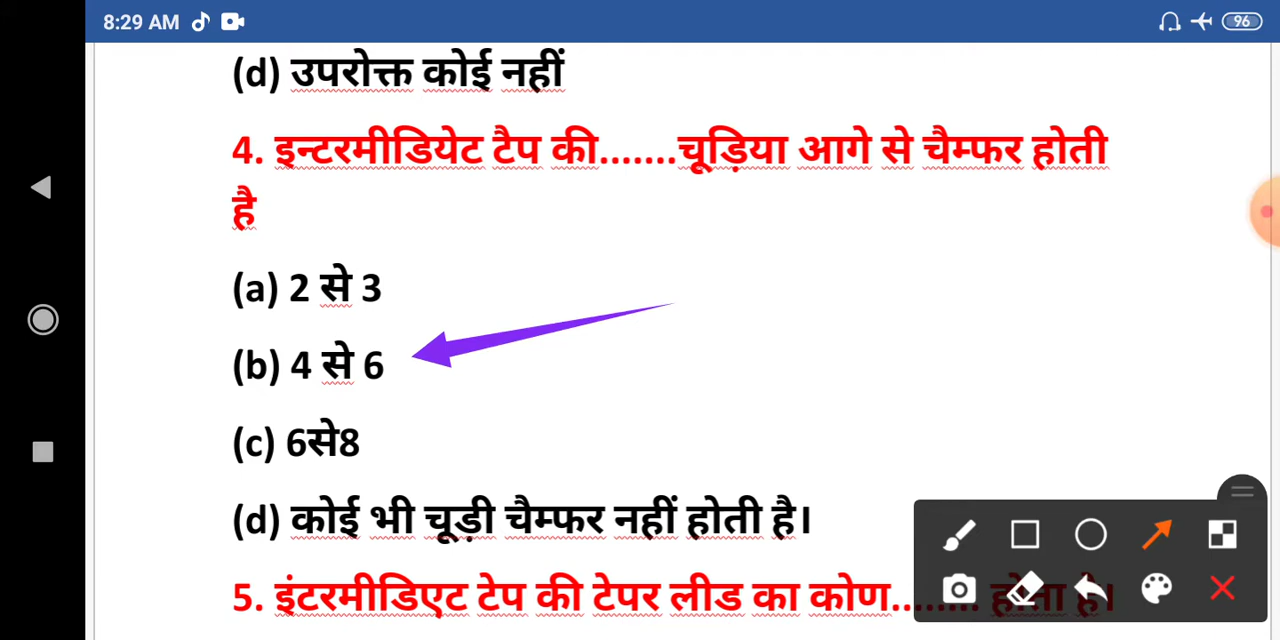 8:29 AM
96
(d) उपरोक्त कोई नहीं
4. इन्टरमीडियेट टैप की.......चूड़िया आगे से चैम्फर होती
है
(a) 2 से 3
(b) 4 से 6
(c) 6से8
(d) कोई भी चूड़ी चैम्फर नहीं होती है।
5. इंटरमीडिएट टेप की टेपर लीड का कोण........ होता है।